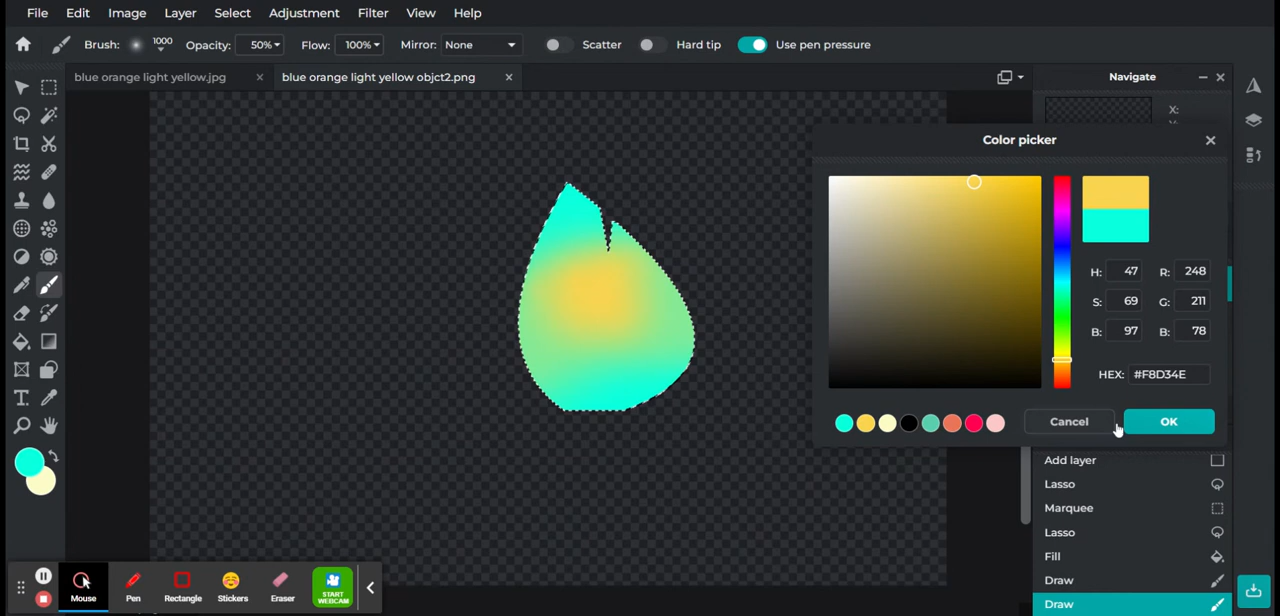 File Edit Image Layer Select Adjustment Filter View Help
Brush: 1000 Opacity: 50% Flow: 100% Mirror: None Scatter Hard tip Use pen pressure
blue orange light yellow.jpg blue orange light yellow objct2.png
Navigate
X:
Color picker
H: 47 R: 248
S: 69 G: 211
B: 97 B: 78
HEX: #F8D34E
Cancel OK
Add layer
Lasso
Marquee
Lasso
Fill
Draw
Draw
Mouse Pen Rectangle Stickers Eraser START WEBCAM